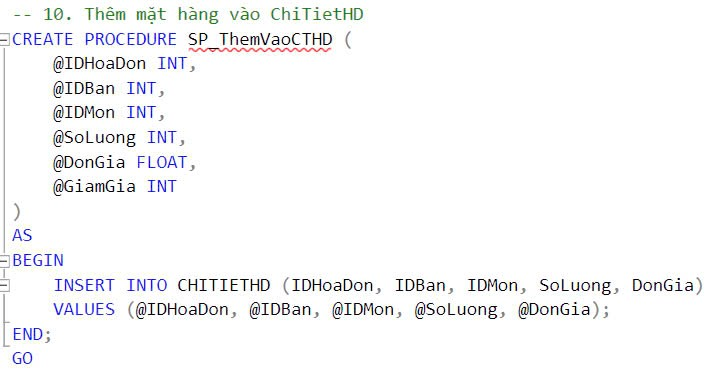 -- 10. Thêm mặt hàng vào ChiTietHD
CREATE PROCEDURE SP_ThemVaoCTHD (
@IDHoaDon INT,
@IDBan INT,
@IDMon INT,
@SoLuong INT,
@DonGia FLOAT,
@GiamGia INT
)
AS
BEGIN
INSERT INTO CHITIETHD (IDHoaDon, IDBan, IDMon, SoLuong, DonGia)
VALUES (@IDHoaDon, @IDBan, @IDMon, @SoLuong, @DonGia);
END;
GO